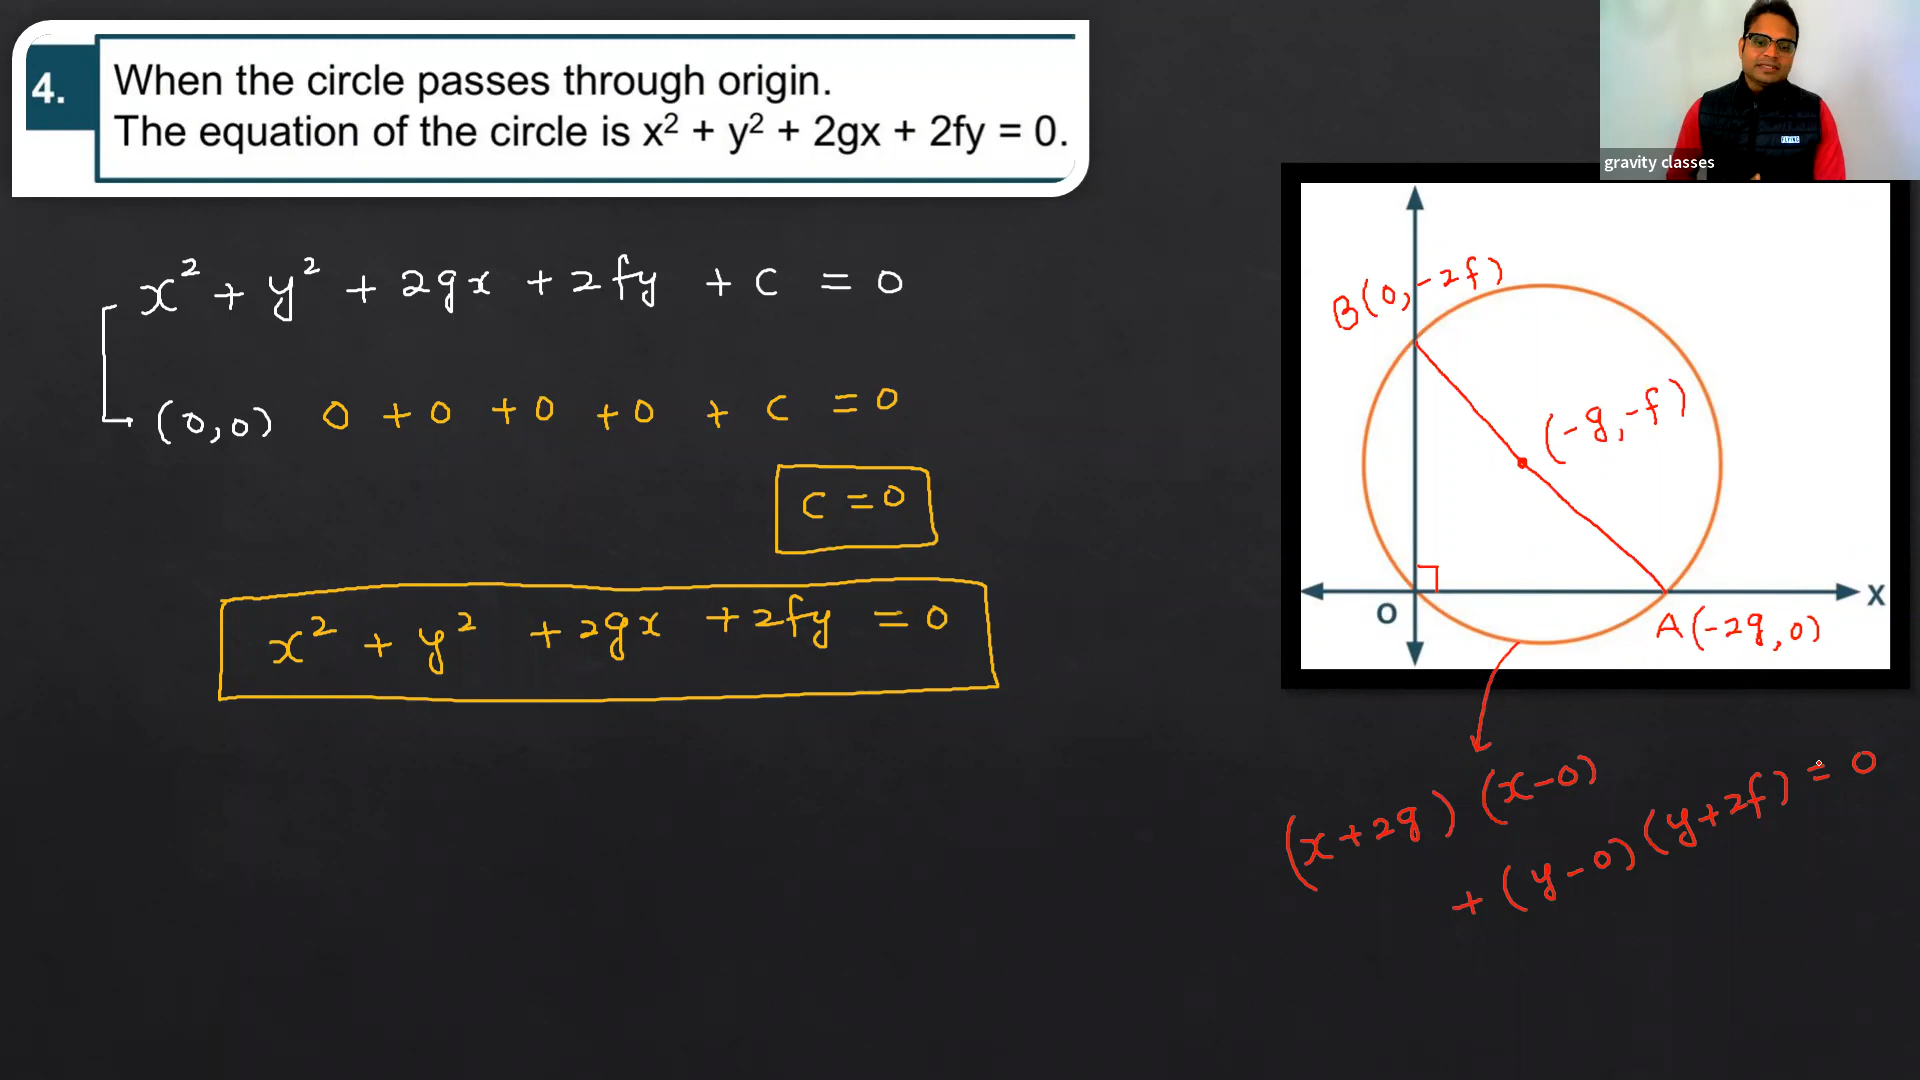 4.
When the circle passes through origin.
The equation of the circle is x² + y² + 2gx + 2fy = 0.
gravity classes
x² + y² + 2gx + 2fy + c = 0
(0,0) 0 + 0 + 0 + 0 + c = 0
c = 0
x² + y² + 2gx + 2fy = 0
B(0,-2f)
(-g,-f)
O
X
A(-2g,0)
(x+2g) (x-0)
+ (y-0) (y+2f) = 0